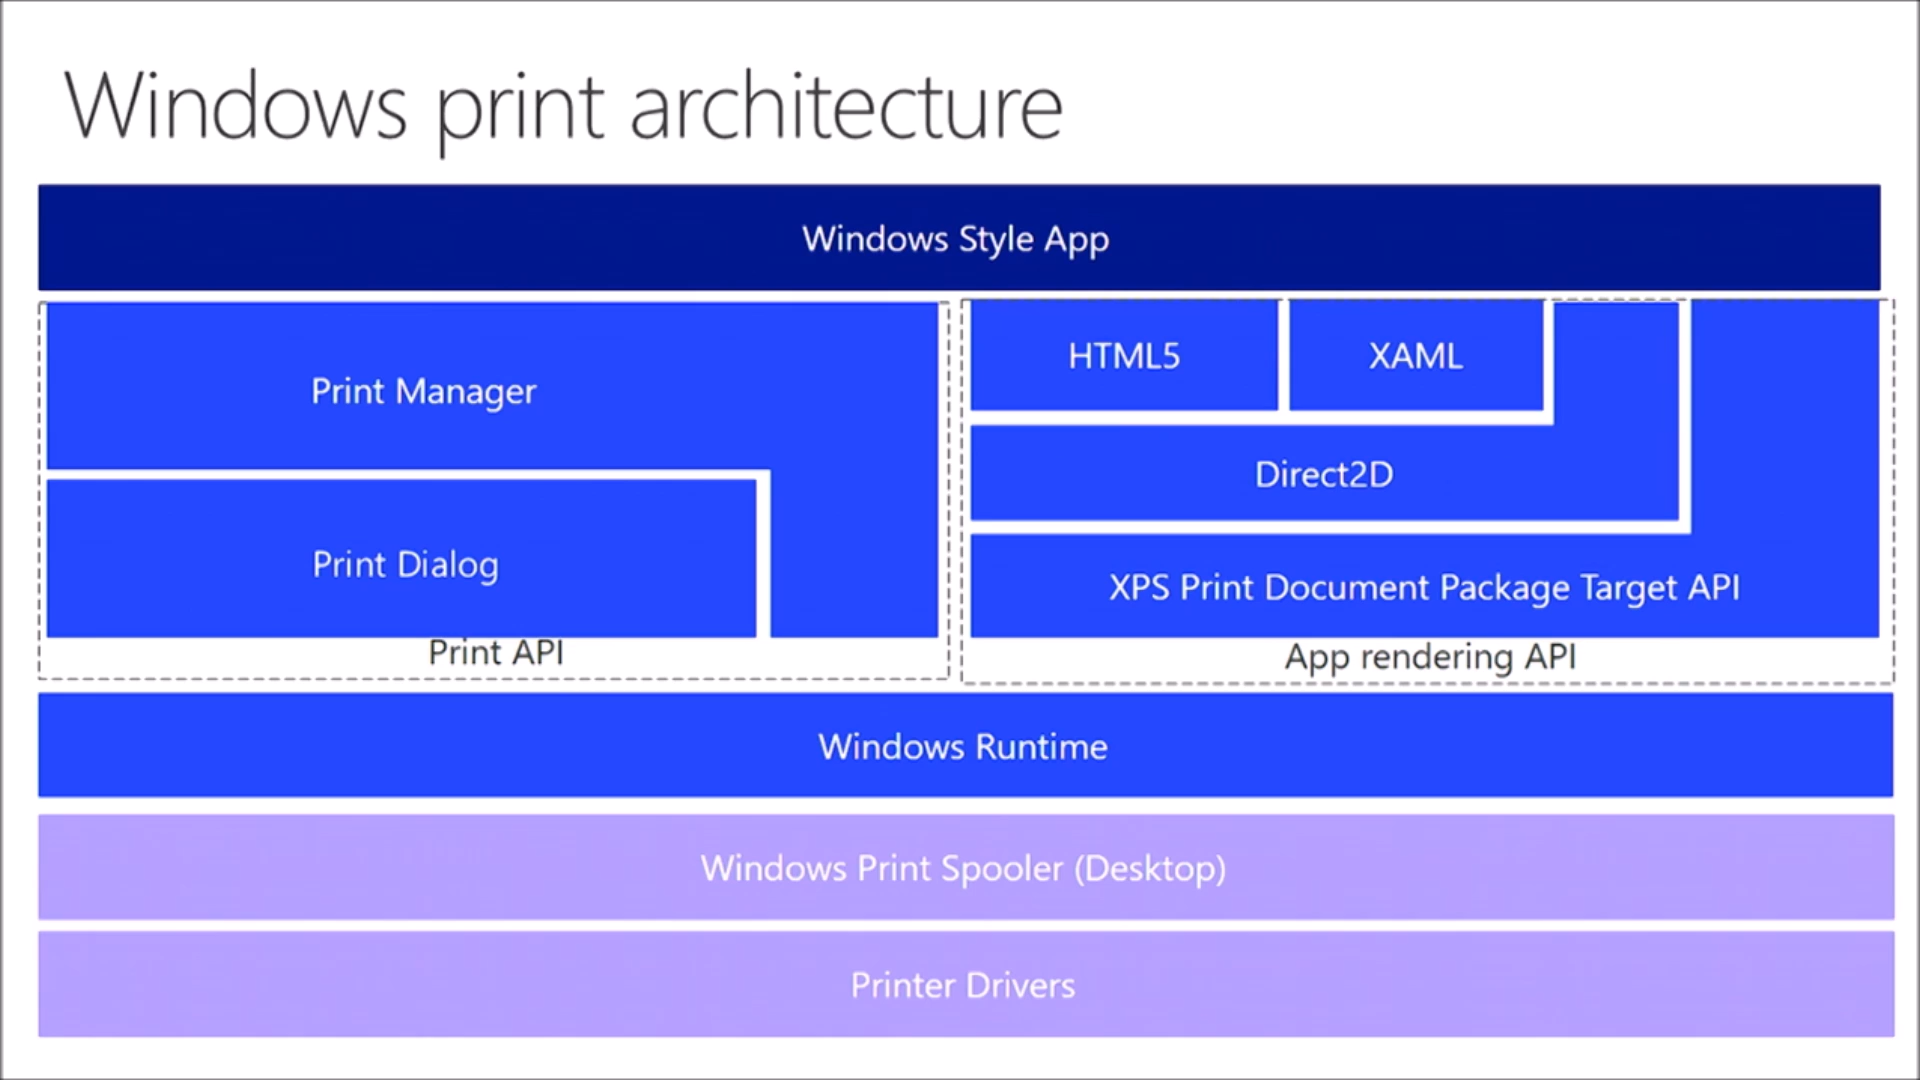 Windows print architecture
Windows Style App
Print Manager
Print Dialog
Print API
HTML5
XAML
Direct2D
XPS Print Document Package Target API
App rendering API
Windows Runtime
Windows Print Spooler (Desktop)
Printer Drivers